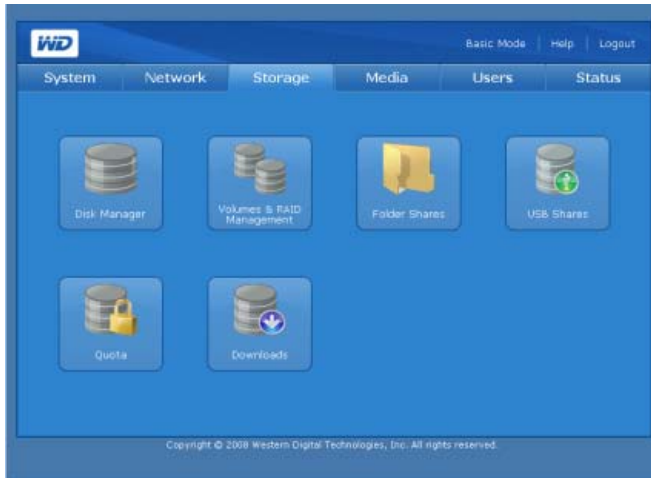 WD
Basic Mode | Help | Logout
System Network Storage Media Users Status
Disk Manager
Volumes & RAID
Management
Folder Shares
USB Shares
Quota
Downloads
Copyright © 2008 Western Digital Technologies, Inc. All rights reserved.